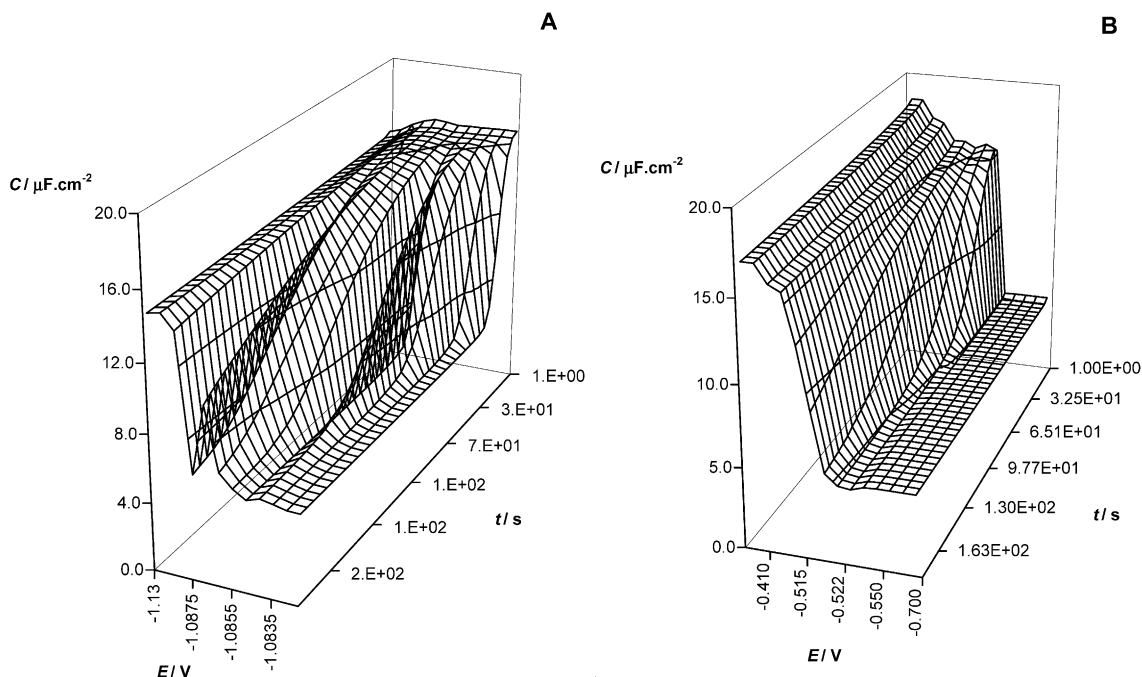 A
C / μF.cm-2
20.0
16.0
12.0
8.0
4.0
0.0
-1.13
-1.0875
-1.0855
-1.0835
E / V
1.E+00
3.E+01
7.E+01
1.E+02
1.E+02
2.E+02
t / s
B
C / μF.cm-2
20.0
15.0
10.0
5.0
0.0
-0.410
-0.515
-0.522
-0.550
-0.700
E / V
1.00E+00
3.25E+01
6.51E+01
9.77E+01
1.30E+02
1.63E+02
t / s